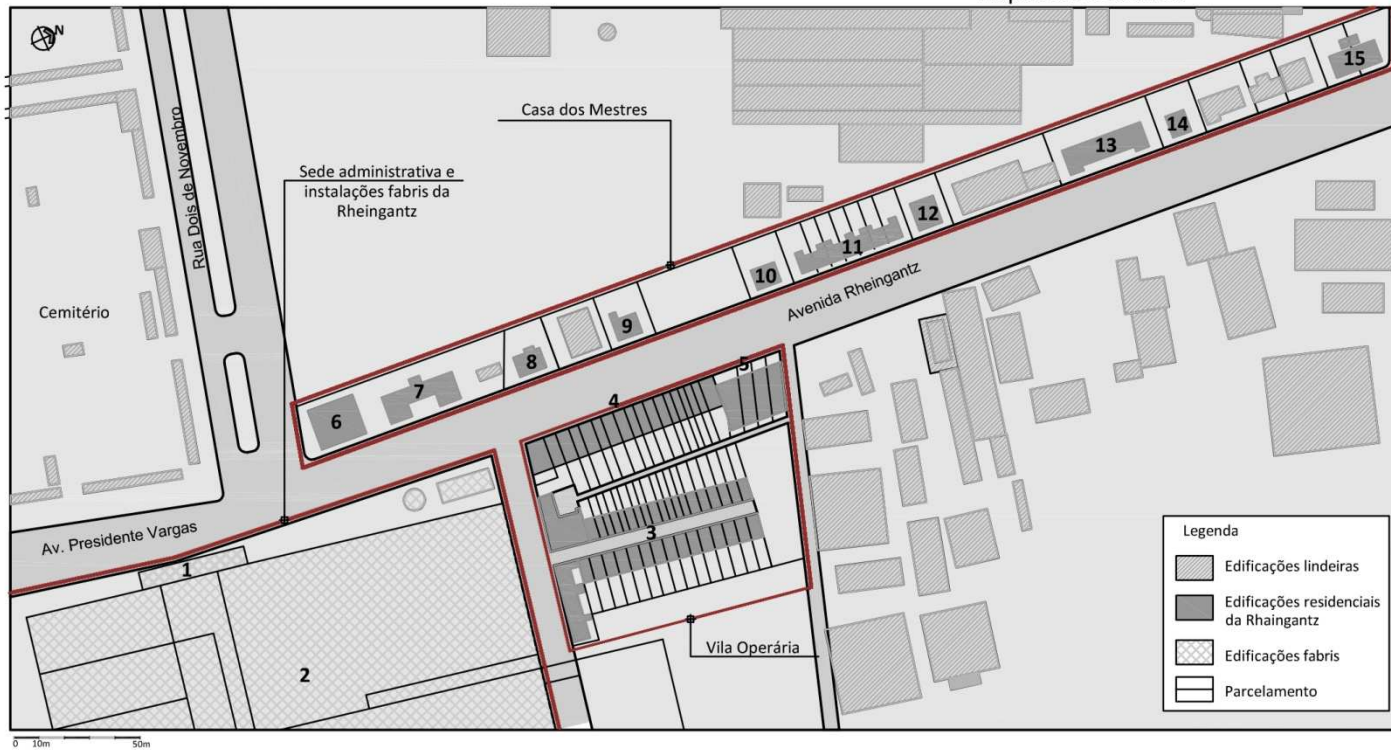 N
Rua Dois de Novembro
Casa dos Mestres
Sede administrativa e
instalações fabris da
Rheingantz
Cemitério
Av. Presidente Vargas
Avenida Rheingantz
Vila Operária
1
2
3
4
5
6
7
8
9
10
11
12
13
14
15
Legenda
Edificações lindeiras
Edificações residenciais
da Rhaingantz
Edificações fabris
Parcelamento
0 10m 50m